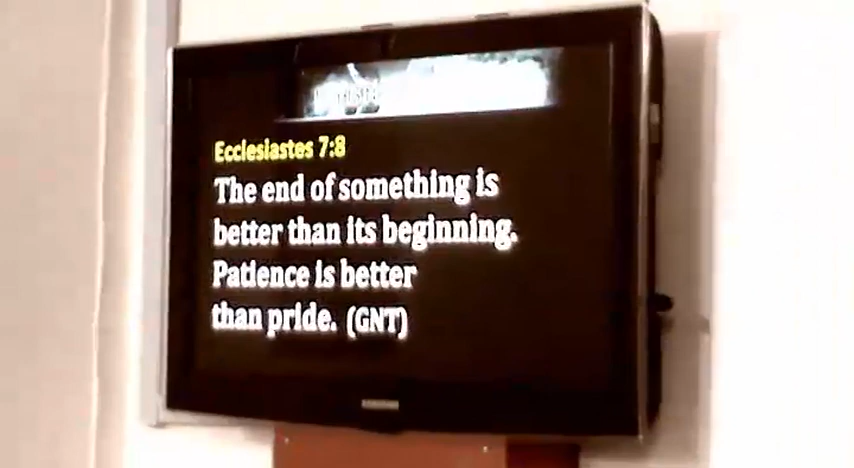 Ecclesiastes 7:8
The end of something is
better than its beginning.
Patience is better
than pride. (GNT)